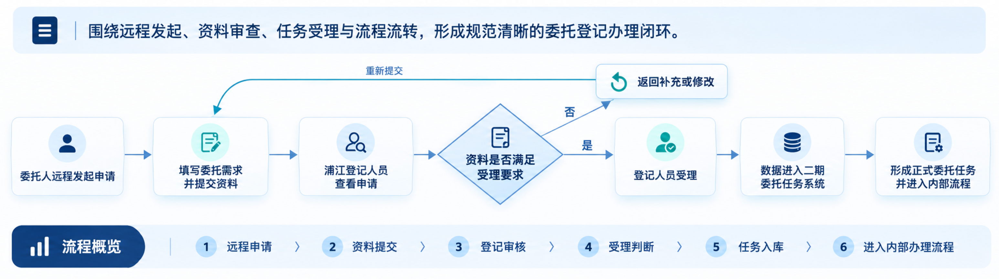 围绕远程发起、资料审查、任务受理与流程流转，形成规范清晰的委托登记办理闭环。
重新提交
返回补充或修改
否
是
委托人远程发起申请
填写委托需求
并提交资料
浦江登记人员
查看申请
资料是否满足
受理要求
登记人员受理
数据进入二期
委托任务系统
形成正式委托任务
并进入内部流程
流程概览
1 远程申请
2 资料提交
3 登记审核
4 受理判断
5 任务入库
6 进入内部办理流程